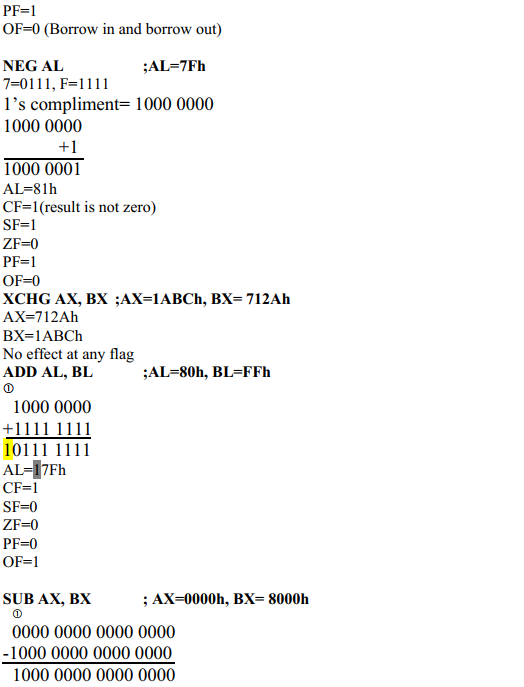 PF=1
OF=0 (Borrow in and borrow out)
NEG AL ;AL=7Fh
7=0111, F=1111
1’s compliment= 1000 0000
1000 0000
+1
1000 0001
AL=81h
CF=1(result is not zero)
SF=1
ZF=0
PF=1
OF=0
XCHG AX, BX ;AX=1ABCh, BX= 712Ah
AX=712Ah
BX=1ABCh
No effect at any flag
ADD AL, BL ;AL=80h, BL=FFh
①
1000 0000
+1111 1111
10111 1111
AL=17Fh
CF=1
SF=0
ZF=0
PF=0
OF=1
SUB AX, BX ; AX=0000h, BX= 8000h
①
0000 0000 0000 0000
-1000 0000 0000 0000
1000 0000 0000 0000